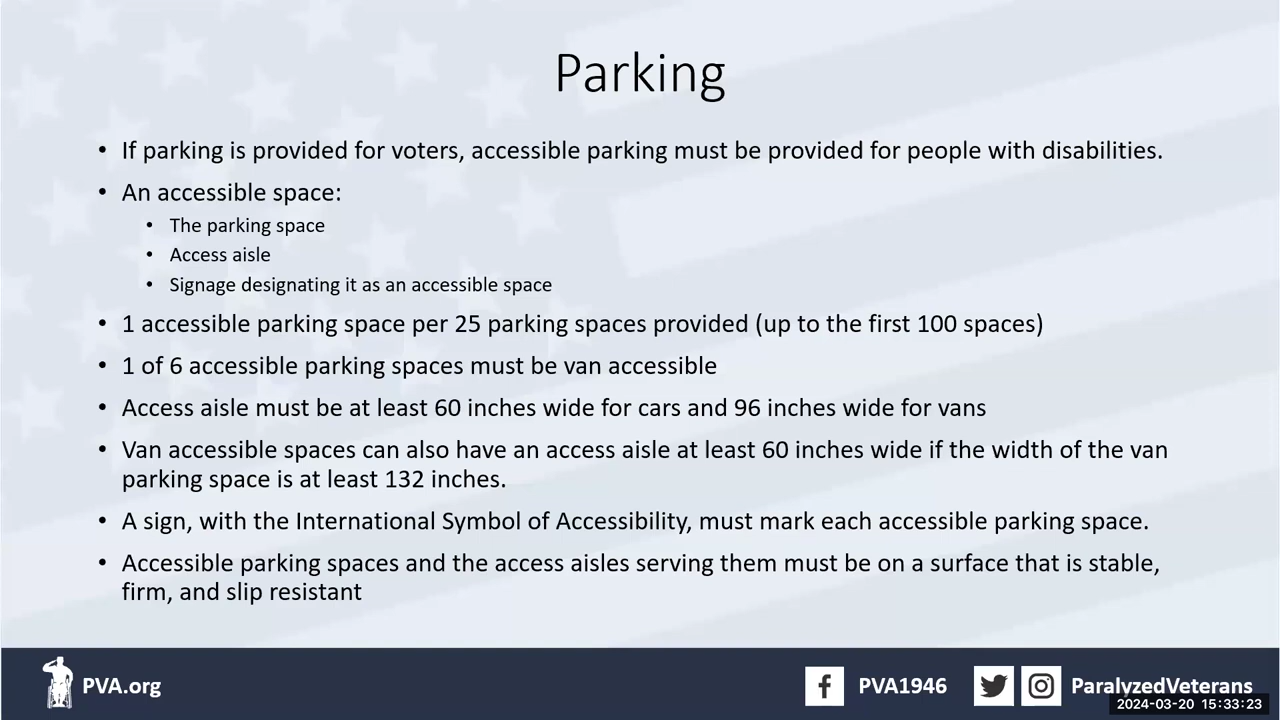 Parking
• If parking is provided for voters, accessible parking must be provided for people with disabilities.
• An accessible space:
• The parking space
• Access aisle
• Signage designating it as an accessible space
• 1 accessible parking space per 25 parking spaces provided (up to the first 100 spaces)
• 1 of 6 accessible parking spaces must be van accessible
• Access aisle must be at least 60 inches wide for cars and 96 inches wide for vans
• Van accessible spaces can also have an access aisle at least 60 inches wide if the width of the van
parking space is at least 132 inches.
• A sign, with the International Symbol of Accessibility, must mark each accessible parking space.
• Accessible parking spaces and the access aisles serving them must be on a surface that is stable,
firm, and slip resistant
PVA.org
PVA1946
ParalyzedVeterans
2024-03-20 15:33:23